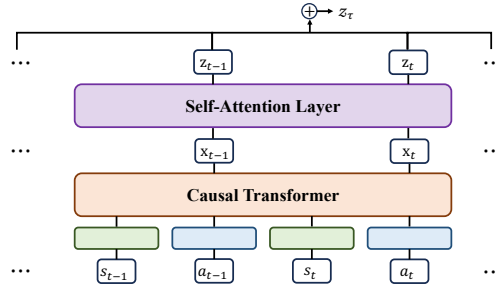 ⊕ → z_τ
... z_{t-1} z_t ..
Self-Attention Layer
... x_{t-1} x_t ..
Causal Transformer
... s_{t-1} a_{t-1} s_t a_t ..